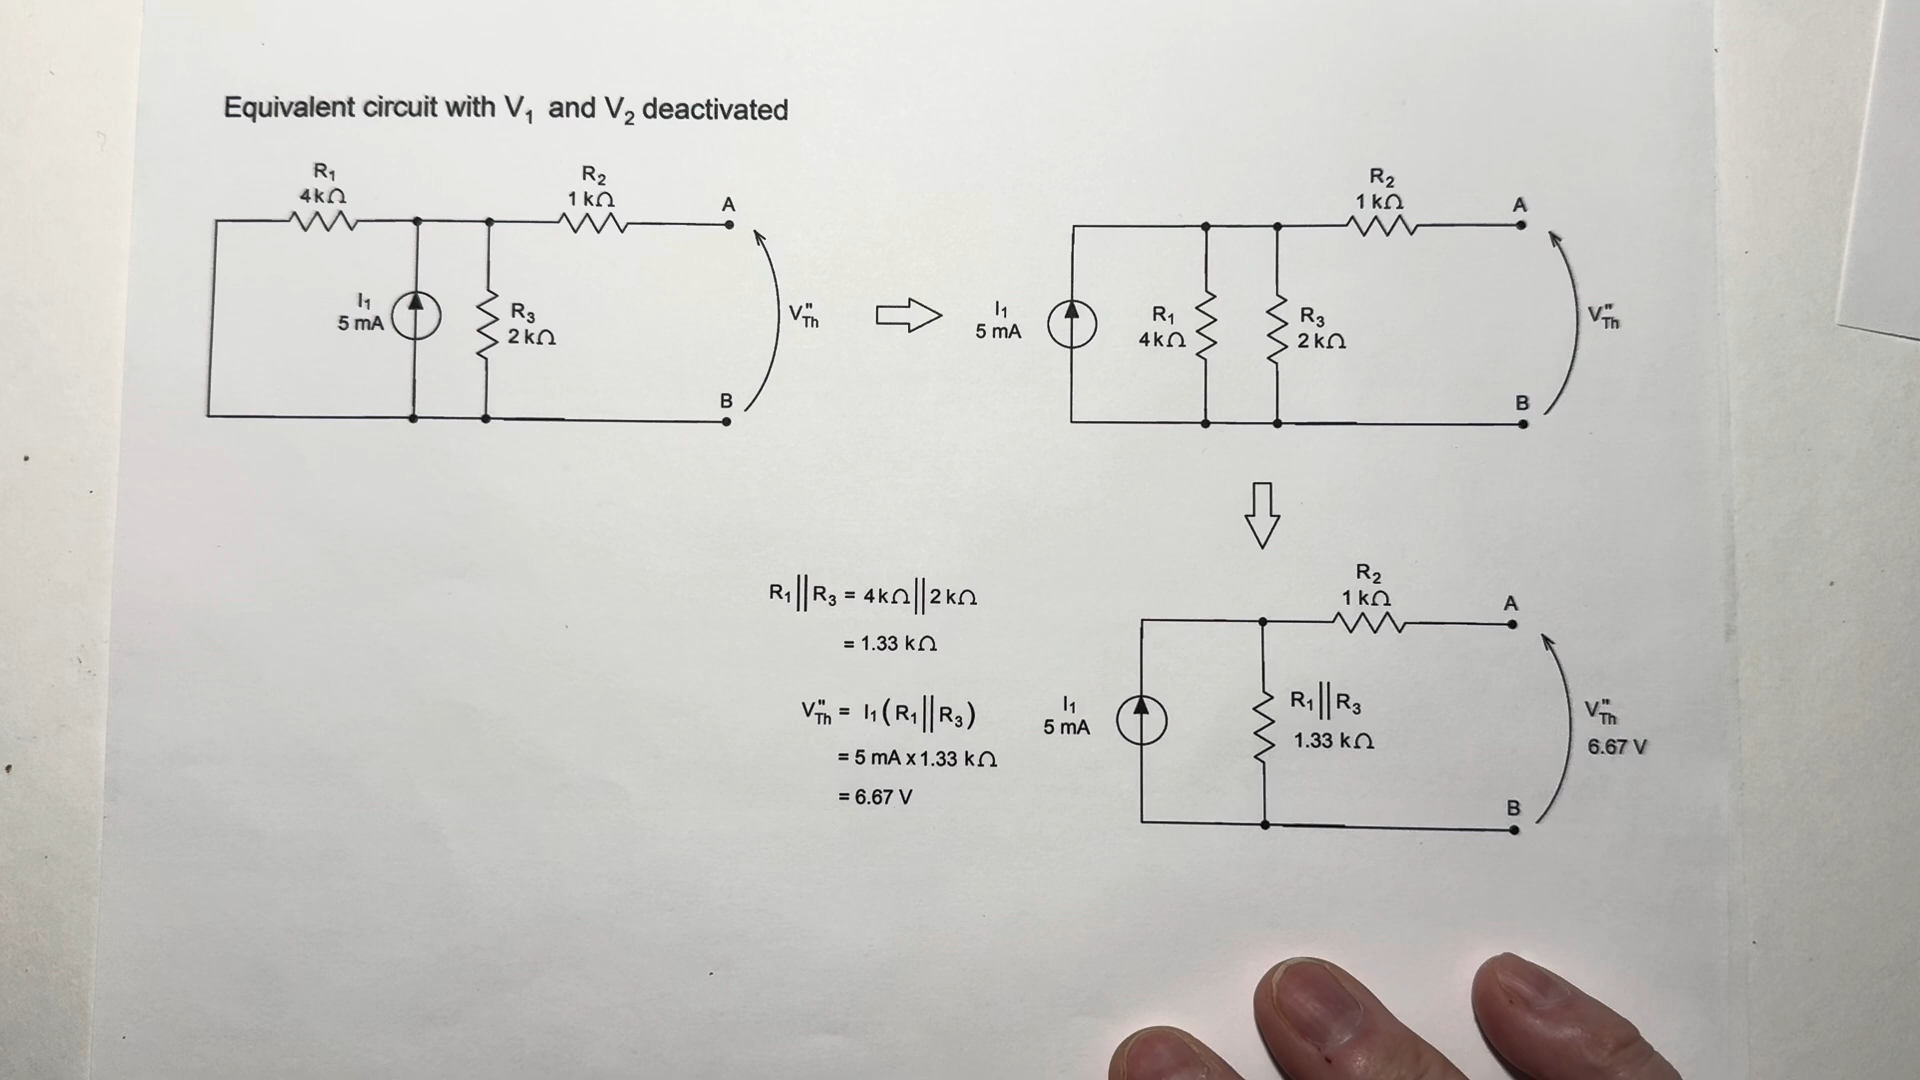 Equivalent circuit with V₁ and V₂ deactivated
R₁
4kΩ
R₂
1kΩ
A
I₁
5 mA
R₃
2kΩ
V"Th
B
R₂
1kΩ
A
I₁
5 mA
R₁
4kΩ
R₃
2kΩ
V"Th
B
R₁||R₃ = 4kΩ||2kΩ
= 1.33 kΩ
V"Th = I₁(R₁||R₃)
= 5 mA x 1.33 kΩ
= 6.67 V
R₂
1kΩ
A
I₁
5 mA
R₁||R₃
1.33 kΩ
V"Th
6.67 V
B